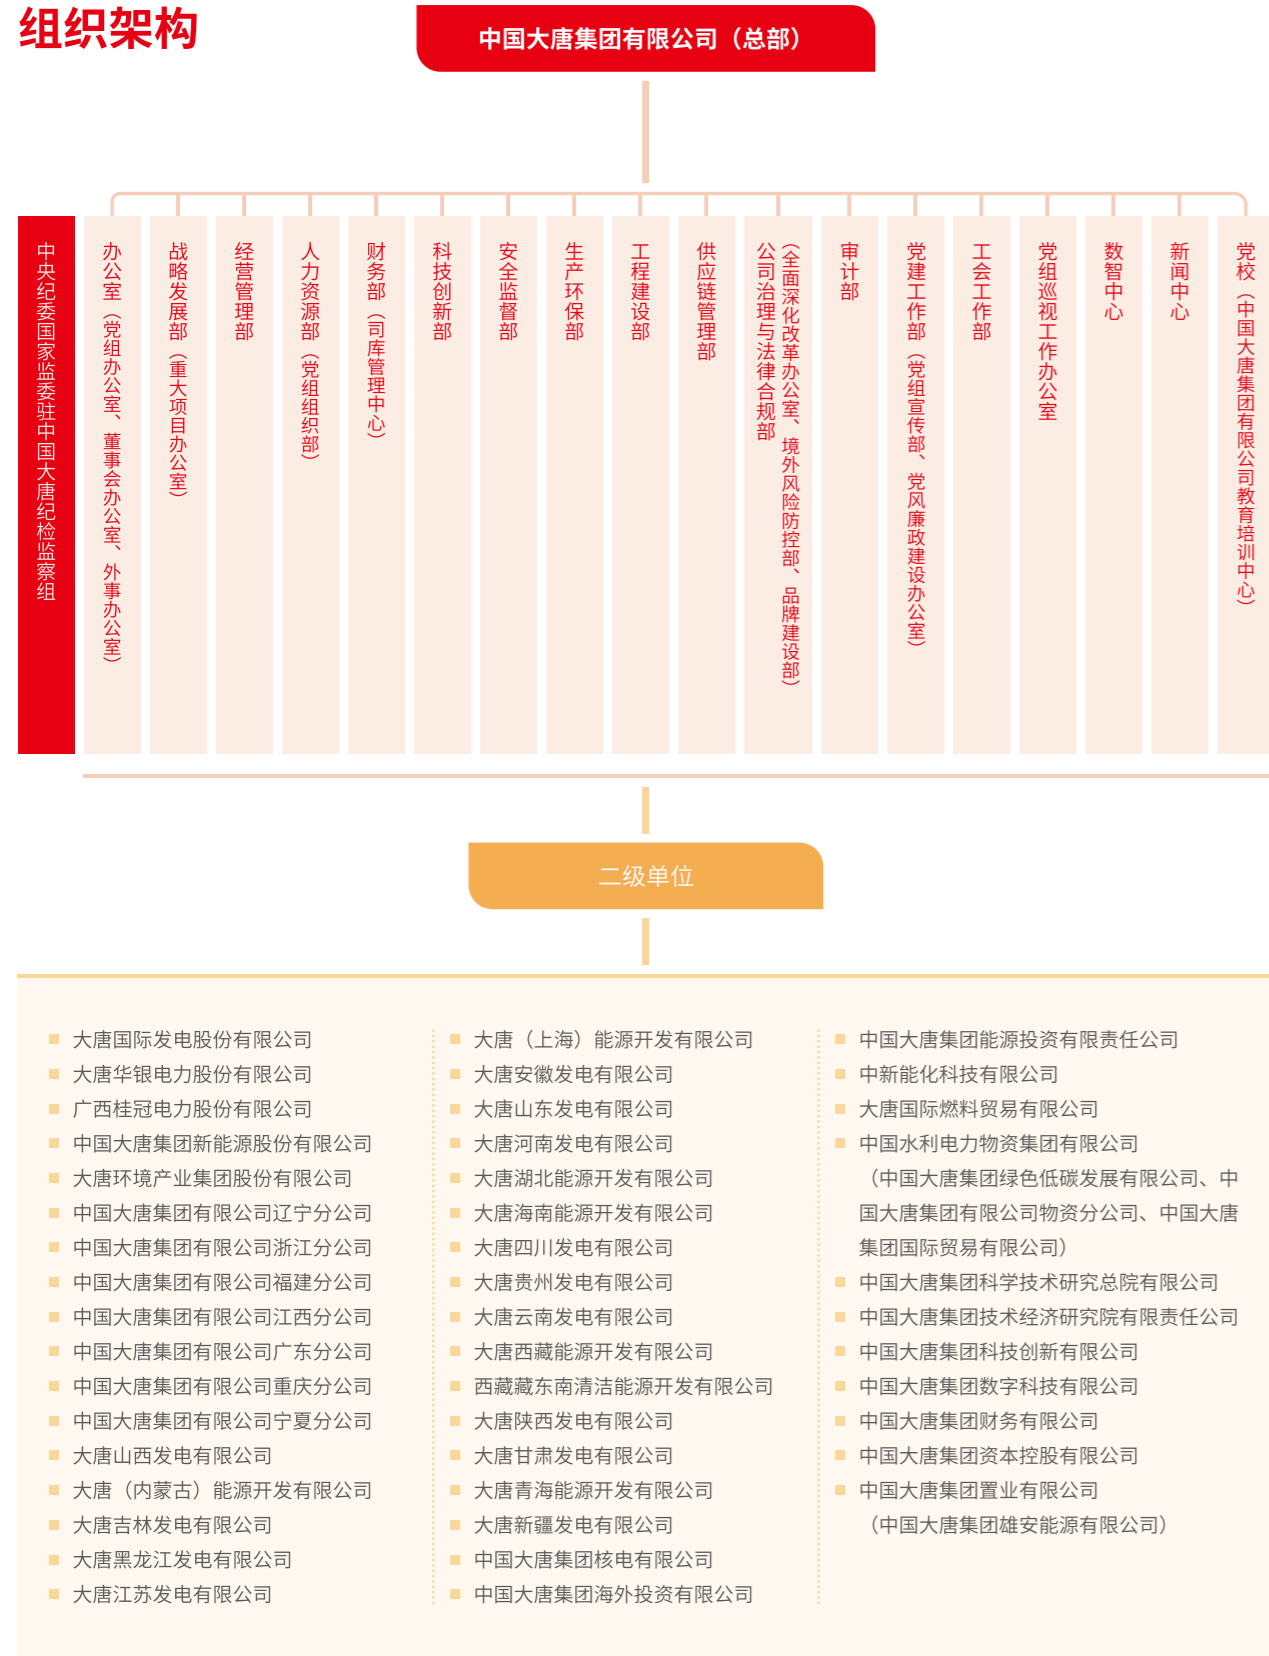 组织架构
中国大唐集团有限公司（总部）
中央纪委国家监委驻中国大唐纪检监察组
办公室（党组办公室、董事会办公室、外事办公室）
战略发展部（重大项目办公室）
经营管理部
人力资源部（党组组织部）
财务部（司库管理中心）
科技创新部
安全监督部
生产环保部
工程建设部
供应链管理部
公司治理与法律合规部
（全面深化改革办公室、境外风险防控部、品牌建设部）
审计部
党建工作部（党组宣传部、党风廉政建设办公室）
工会工作部
党组巡视工作办公室
数智中心
新闻中心
党校（中国大唐集团有限公司教育培训中心）
二级单位
大唐国际发电股份有限公司
大唐华银电力股份有限公司
广西桂冠电力股份有限公司
中国大唐集团新能源股份有限公司
大唐环境产业集团股份有限公司
中国大唐集团有限公司辽宁分公司
中国大唐集团有限公司浙江分公司
中国大唐集团有限公司福建分公司
中国大唐集团有限公司江西分公司
中国大唐集团有限公司广东分公司
中国大唐集团有限公司重庆分公司
中国大唐集团有限公司宁夏分公司
大唐山西发电有限公司
大唐（内蒙古）能源开发有限公司
大唐吉林发电有限公司
大唐黑龙江发电有限公司
大唐江苏发电有限公司
大唐（上海）能源开发有限公司
大唐安徽发电有限公司
大唐山东发电有限公司
大唐河南发电有限公司
大唐湖北能源开发有限公司
大唐海南能源开发有限公司
大唐四川发电有限公司
大唐贵州发电有限公司
大唐云南发电有限公司
大唐西藏能源开发有限公司
西藏藏东南清洁能源开发有限公司
大唐陕西发电有限公司
大唐甘肃发电有限公司
大唐青海能源开发有限公司
大唐新疆发电有限公司
中国大唐集团核电有限公司
中国大唐集团海外投资有限公司
中国大唐集团能源投资有限责任公司
中新能化科技有限公司
大唐国际燃料贸易有限公司
中国水利电力物资集团有限公司
（中国大唐集团绿色低碳发展有限公司、中
国大唐集团有限公司物资分公司、中国大唐
集团国际贸易有限公司）
中国大唐集团科学技术研究总院有限公司
中国大唐集团技术经济研究院有限责任公司
中国大唐集团科技创新有限公司
中国大唐集团数字科技有限公司
中国大唐集团财务有限公司
中国大唐集团资本控股有限公司
中国大唐集团置业有限公司
（中国大唐集团雄安能源有限公司）